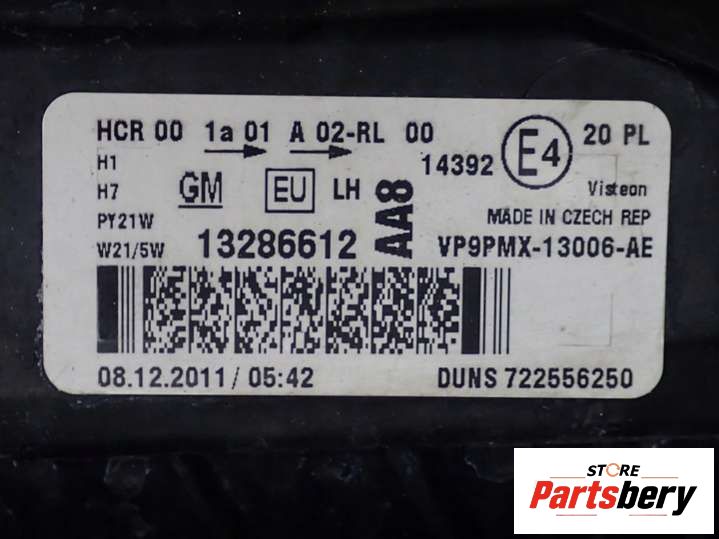 HCR 00 1a 01 A 02-RL 00 E4 20 PL
14392
H1
H7 GM EU LH AA8 Visteon
PY21W MADE IN CZECH REP
W21/5W 13286612 VP9PMX-13006-AE
08.12.2011 / 05:42 DUNS 722556250
STORE
Partsbery